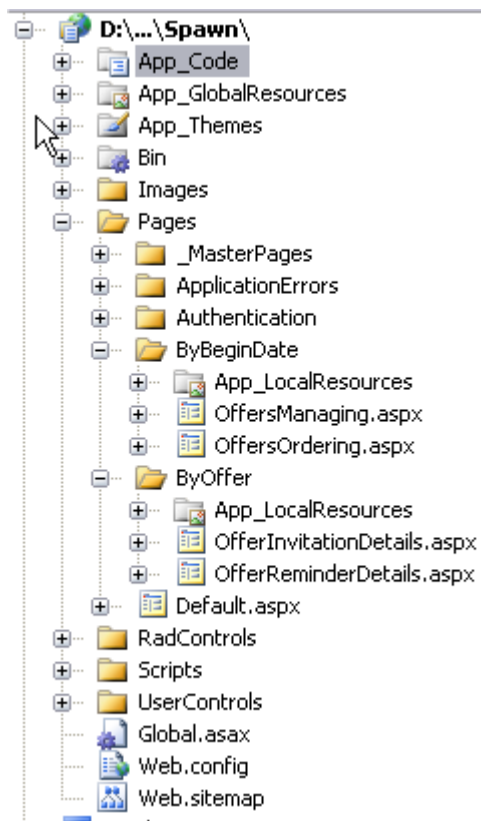 D:\...\Spawn\
App_Code
App_GlobalResources
App_Themes
Bin
Images
Pages
_MasterPages
ApplicationErrors
Authentication
ByBeginDate
App_LocalResources
OffersManaging.aspx
OffersOrdering.aspx
ByOffer
App_LocalResources
OfferInvitationDetails.aspx
OfferReminderDetails.aspx
Default.aspx
RadControls
Scripts
UserControls
Global.asax
Web.config
Web.sitemap